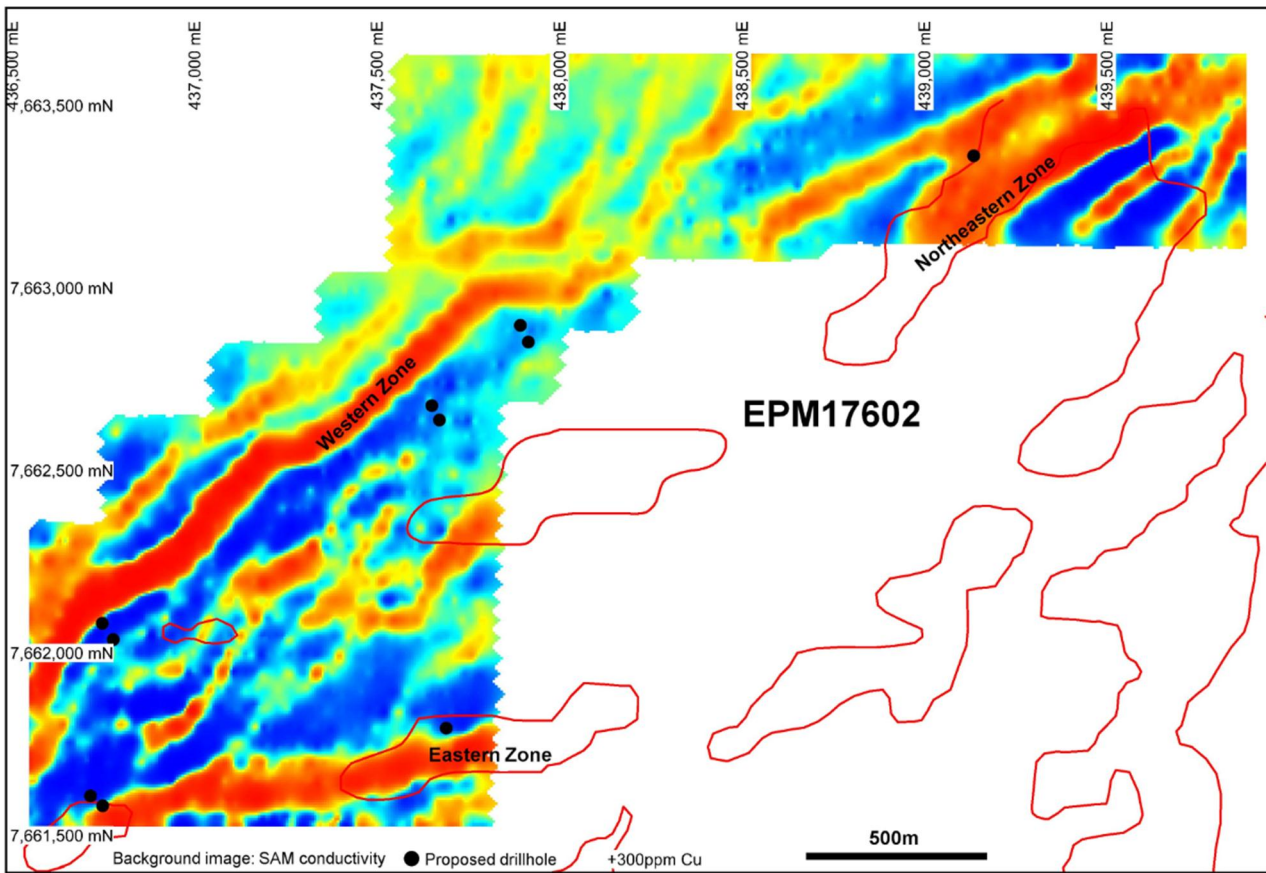 436,500 mE
437,000 mE
437,500 mE
438,000 mE
438,500 mE
439,000 mE
439,500 mE
7,663,500 mN
Northeastern Zone
7,663,000 mN
Western Zone
EPM17602
7,662,500 mN
7,662,000 mN
Eastern Zone
7,661,500 mN
500m
Background image: SAM conductivity
Proposed drillhole
+300ppm Cu